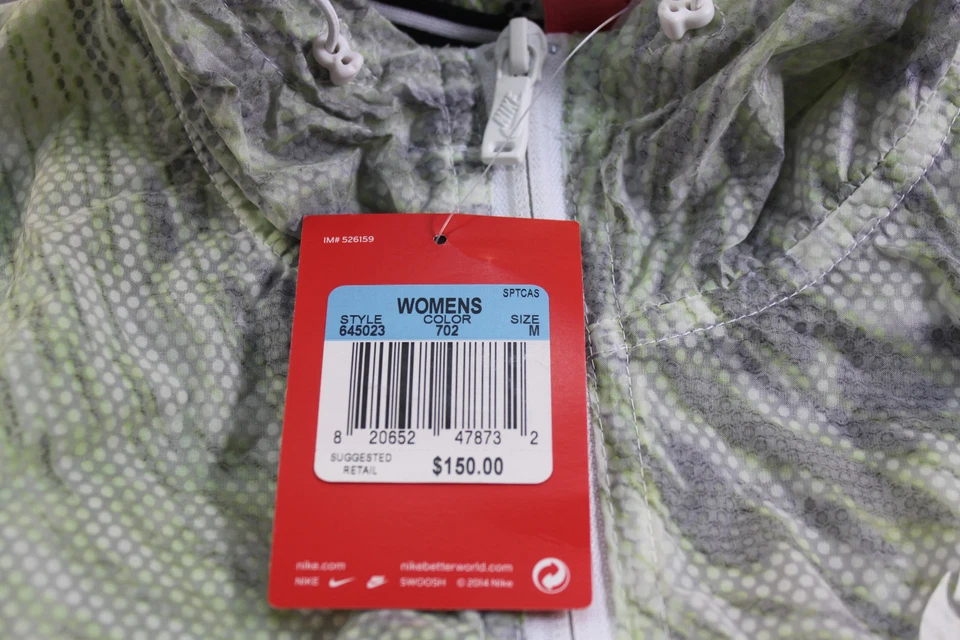 NIKE
IM# 526159
SPTCAS
WOMENS
STYLE COLOR SIZE
645023 702 M
8 20652 47873 2
SUGGESTED
RETAIL $150.00
nike.com nikebetterworld.com
NIKE SWOOSH © 2014 Nike